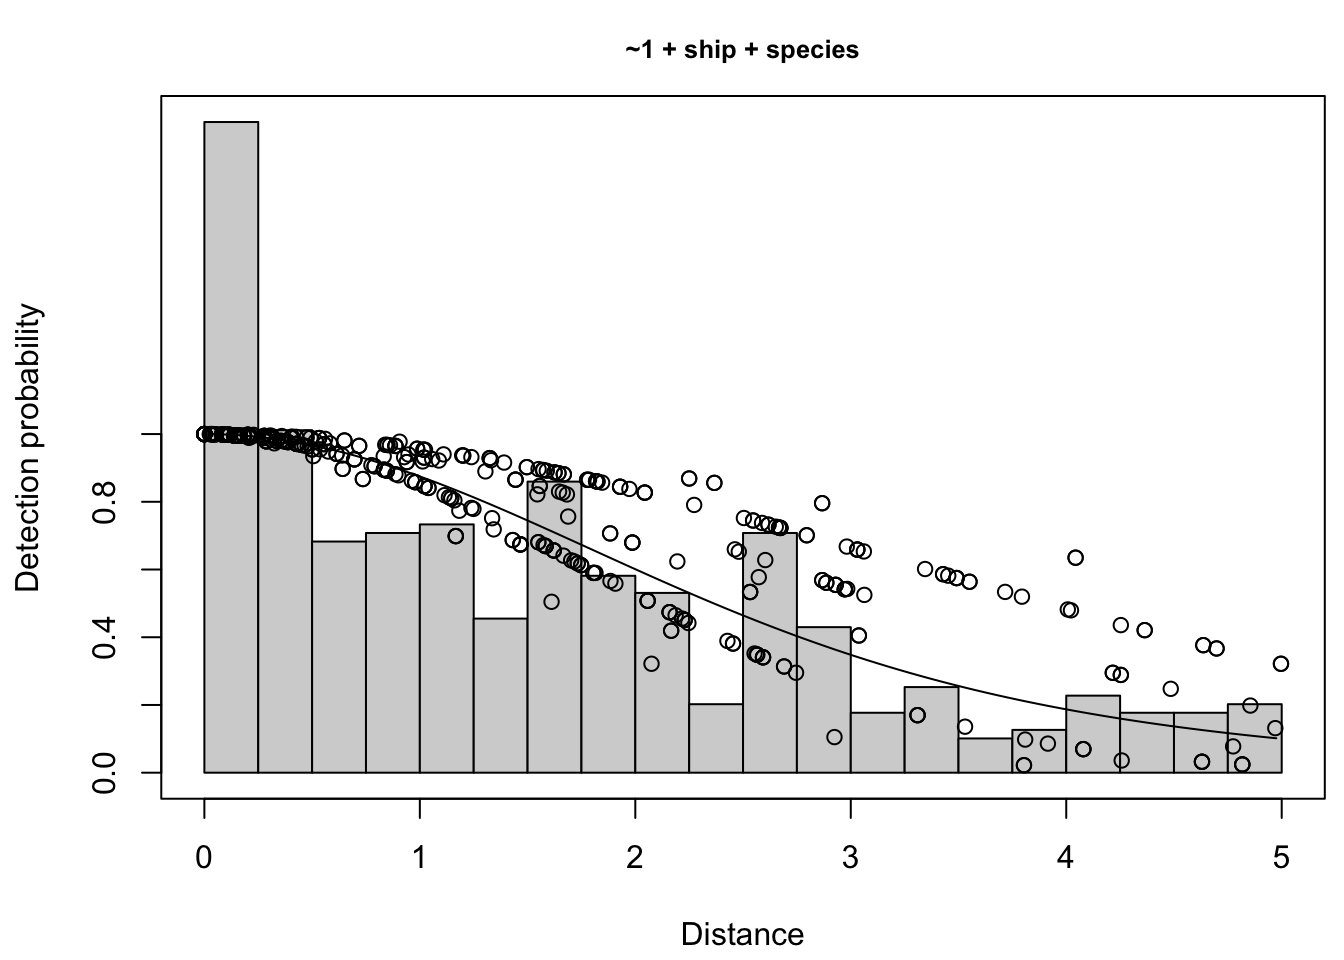 ~1 + ship + species
Detection probability
0.8
0.4
0.0
0 1 2 3 4 5
Distance